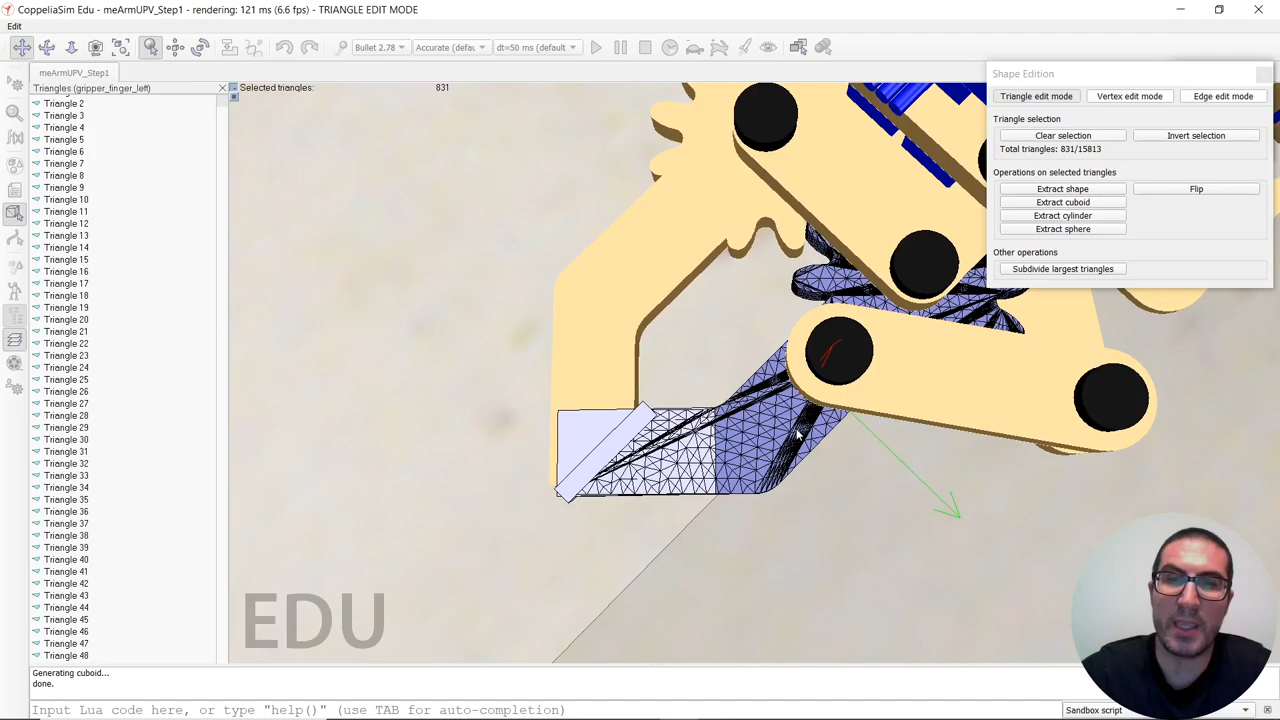 CoppeliaSim Edu - meArmUPV_Step1 - rendering: 121 ms (6.6 fps) - TRIANGLE EDIT MODE
Edit
Bullet 2.78
Accurate (defau
dt=50 ms (default)
meArmUPV_Step1
Triangles (gripper_finger_left)
Selected triangles: 831
Triangle 2
Triangle 3
Triangle 4
Triangle 5
Triangle 6
Triangle 7
Triangle 8
Triangle 9
Triangle 10
Triangle 11
Triangle 12
Triangle 13
Triangle 14
Triangle 15
Triangle 16
Triangle 17
Triangle 18
Triangle 19
Triangle 20
Triangle 21
Triangle 22
Triangle 23
Triangle 24
Triangle 25
Triangle 26
Triangle 27
Triangle 28
Triangle 29
Triangle 30
Triangle 31
Triangle 32
Triangle 33
Triangle 34
Triangle 35
Triangle 36
Triangle 37
Triangle 38
Triangle 39
Triangle 40
Triangle 41
Triangle 42
Triangle 43
Triangle 44
Triangle 45
Triangle 46
Triangle 47
Triangle 48
Shape Edition
Triangle edit mode
Vertex edit mode
Edge edit mode
Triangle selection
Clear selection
Invert selection
Total triangles: 831/15813
Operations on selected triangles
Extract shape
Flip
Extract cuboid
Extract cylinder
Extract sphere
Other operations
Subdivide largest triangles
EDU
Generating cuboid...
done.
Input Lua code here, or type "help()" (use TAB for auto-completion)
Sandbox script